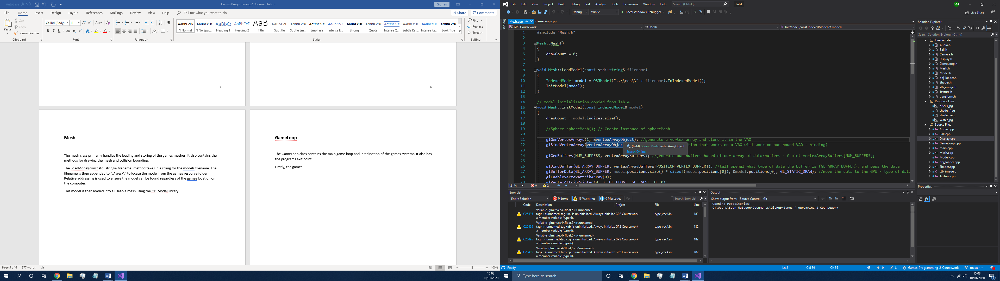 AutoSave Off
Games Programming 2 Documentation
Sign in
File Home Insert Design Layout References Mailings Review View Help Tell me what you want to do
Share Comments
Paste
Cut
Copy
Format Painter
Clipboard
Calibri (Body) 11
Font
Paragraph
¶ Normal ¶ No Spac... Heading 1 Heading 2 Title Subtitle Subtle Em... Emphasis Intense E... Strong Quote Intense Q... Subtle Ref... Intense Re... Book Title
Styles
Find
Replace
Select
Editing
3
4
Mesh
The mesh class primarily handles the loading and storing of the games meshes. It also contains the
methods for drawing the mesh and collision bounding.
The LoadModel(const std::string& filename) method takes in a string for the models filename. The
filename is then appended to “..\\res\\” to locate the model from the games resource folder.
Relative addressing is used to ensure the model can be found regardless of the games location on
the computer.
This model is then loaded into a useable mesh using the OBJModel library.
GameLoop
The GameLoop class contains the main game loop and initialisation of the games systems. It also has
the programs exit point.
Firstly, the games
Page 5 of 6 377 words
100%
15:08
10/01/2020
File Edit View Project Build Debug Test Analyze Tools Extensions Window Help Search (Ctrl+Q) Lab1
SM
Debug Win32 Local Windows Debugger
Live Share
Toolbox
Mesh.cpp GameLoop.cpp
GP2 Coursework Mesh InitModel(const IndexedModel & model)
1 #include "Mesh.h"
2
3 Mesh::Mesh()
4 {
5 drawCount = 0;
6 }
7
8 void Mesh::LoadModel(const std::string& filename)
9 {
10 IndexedModel model = OBJModel("..\\res\\" + filename).ToIndexedModel();
11 InitModel(model);
12 }
13
14 // Model initialisation copied from lab 4
15 void Mesh::InitModel(const IndexedModel& model)
16 {
17 drawCount = model.indices.size();
18
19 //Sphere sphereMesh(); // Create instance of sphereMesh
20
21 glGenVertexArrays(1, &vertexArrayObject); //generate a vertex array and store it in the VAO
22 glBindVertexArray(vertexArrayObject tion that works on a VAO will work on our bound VAO - binding)
(field) GLuint Mesh::vertexArrayObject
Search Online
23
24 glGenBuffers(NUM_BUFFERS, vertexArrayBuffers); //generate our buffers based of our array of data/buffers - GLuint vertexArrayBuffers[NUM_BUFFERS];
25
26 glBindBuffer(GL_ARRAY_BUFFER, vertexArrayBuffers[POSITION_VERTEX_BUFFER]); //tell opengl what type of data the buffer is (GL_ARRAY_BUFFER), and pass the data
27 glBufferData(GL_ARRAY_BUFFER, model.positions.size() * sizeof(model.positions[0]), &model.positions[0], GL_STATIC_DRAW); //move the data to the GPU - type of data
28 glEnableVertexAttribArray(0);
29 glVertexAttribPointer(0, 3, GL_FLOAT, GL_FALSE, 0, 0);
121 % 0 2
Solution Explorer
Search Solution Explorer (Ctrl+;)
Header Files
Audio.h
Ball.h
Camera.h
Display.h
GameLoop.h
Mesh.h
Model.h
obj_loader.h
Shader.h
stb_image.h
Texture.h
transform.h
Resource Files
bricks.jpg
shader.frag
shader.vert
Water.jpg
Source Files
Audio.cpp
Ball.cpp
Display.cpp
GameLoop.cpp
main.cpp
Mesh.cpp
Model.cpp
obj_loader.cpp
Shader.cpp
stb_image.c
Texture.cpp
Properties
Error List
Entire Solution 0 Errors 18 Warnings 0 Messages Search Error List
Code Description Project File Line
C26495 Variable 'glm::tvec4<float,5>::<unnamed-
tag>::<unnamed-tag>::a' is uninitialized. Always initialize GP2 Coursework type_vec4.inl 182
a member variable (type.6).
C26495 Variable 'glm::tvec4<float,5>::<unnamed-
tag>::<unnamed-tag>::b' is uninitialized. Always initialize GP2 Coursework type_vec4.inl 182
a member variable (type.6).
C26495 Variable 'glm::tvec4<float,5>::<unnamed-
tag>::<unnamed-tag>::g' is uninitialized. Always initialize GP2 Coursework type_vec4.inl 182
a member variable (type.6).
C26495 Variable 'glm::tvec4<float,5>::<unnamed-
tag>::<unnamed-tag>::p' is uninitialized. Always initialize GP2 Coursework type_vec4.inl 182
a member variable (type.6).
Output
Show output from: Source Control - Git
Opening repositories:
C:\Users\Sean Muldoon\Documents\GitHub\Games-Programming-2-Coursework
Ready Ln 21 Col 39 Ch 36 INS 0 8 Games-Programming-2-Coursework master 1
Type here to search
15:08
10/01/2020
4